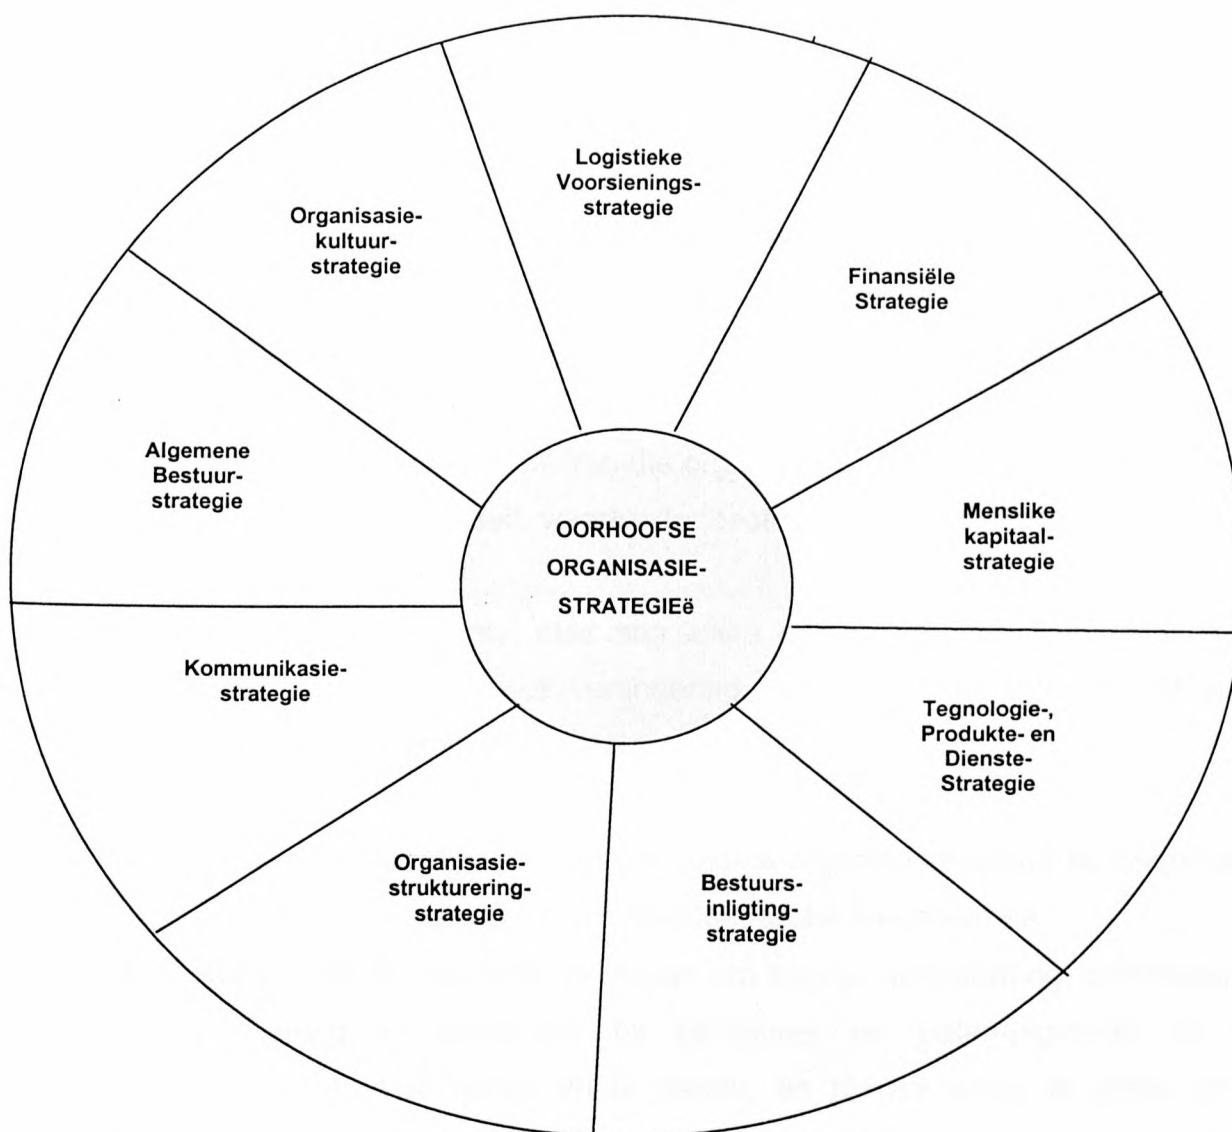 Logistieke
Voorsienings-
strategie
Finansiële
Strategie
Menslike
kapitaal-
strategie
Tegnologie-,
Produkte- en
Dienste-
Strategie
Bestuurs-
inligting-
strategie
Organisasie-
strukturering-
strategie
Kommunikasie-
strategie
Algemene
Bestuur-
strategie
Organisasie-
kultuur-
strategie
OORHOOFSE
ORGANISASIE-
STRATEGIEë